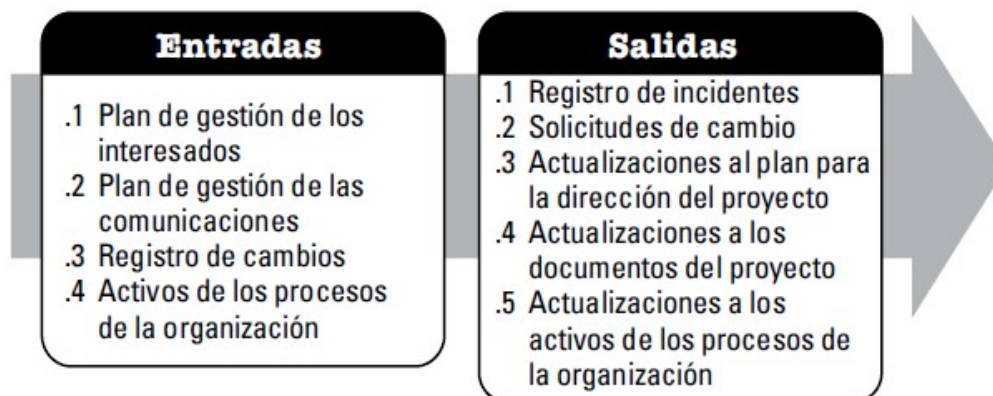 Entradas
.1 Plan de gestión de los
interesados
.2 Plan de gestión de las
comunicaciones
.3 Registro de cambios
.4 Activos de los procesos
de la organización
Salidas
.1 Registro de incidentes
.2 Solicitudes de cambio
.3 Actualizaciones al plan para
la dirección del proyecto
.4 Actualizaciones a los
documentos del proyecto
.5 Actualizaciones a los
activos de los procesos de
la organización